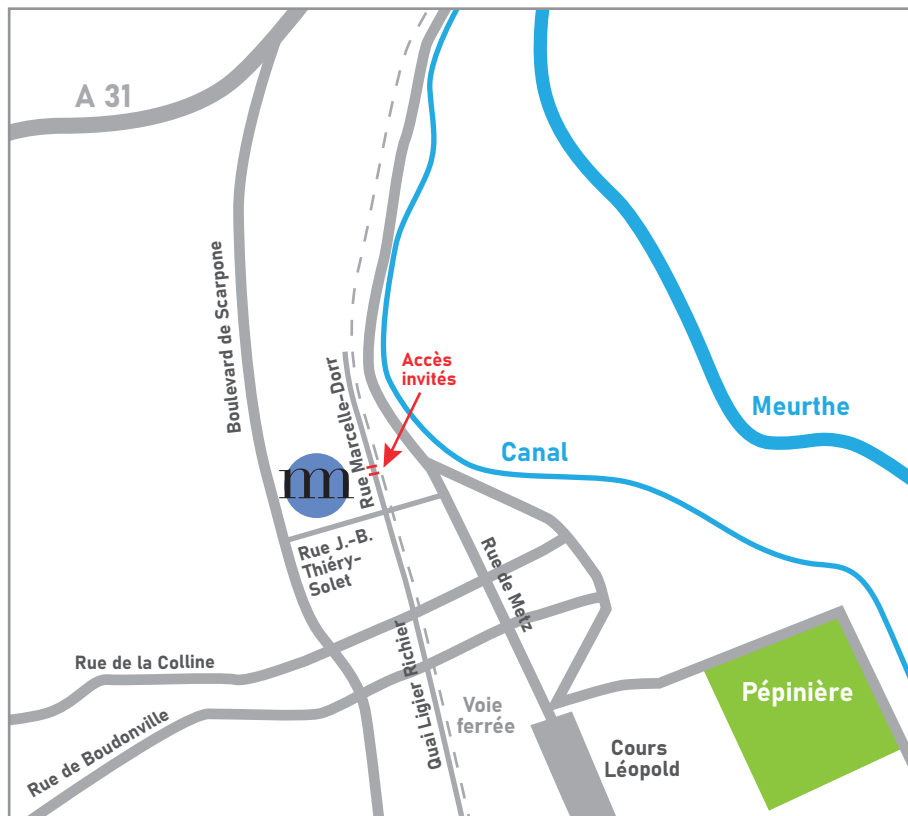 A 31
Boulevard de Scarpone
Rue Marcelle-Dorr
Accès
invités
Meurthe
Canal
m
Rue J.-B.
Thiéry-
Solet
Rue de Metz
Rue de la Colline
Rue de Boudonville
Quai Ligier Richier
Voie
ferrée
Cours
Léopold
Pépinière